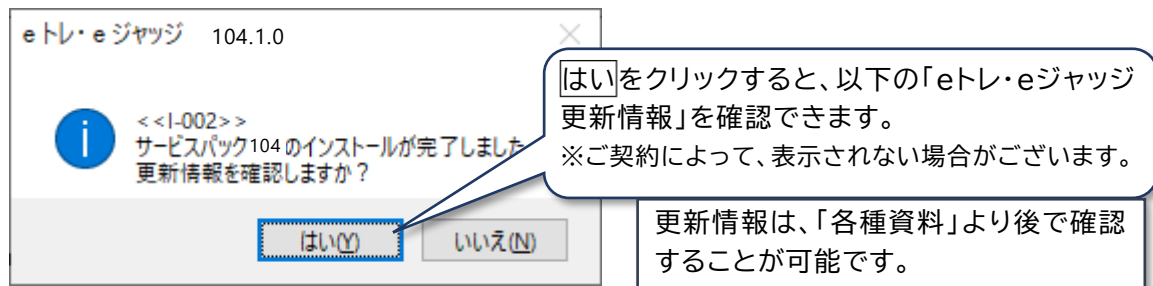 eトレ・eジャッジ 104.1.0
<<I-002>>
サービスパック104のインストールが完了しました
更新情報を確認しますか？
はい(Y)
いいえ(N)
はいをクリックすると、以下の「eトレ・eジャッジ
更新情報」を確認できます。
※ご契約によって、表示されない場合がございます。
更新情報は、「各種資料」より後で確認
することが可能です。